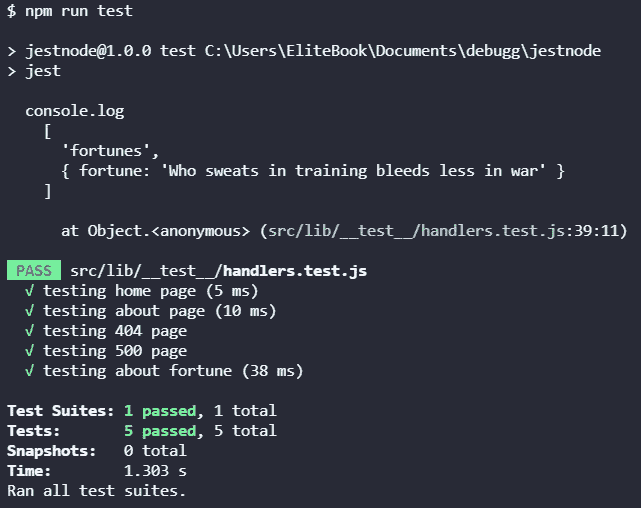 $ npm run test
> jestnode@1.0.0 test C:\Users\EliteBook\Documents\debugg\jestnode
> jest
console.log
[
'fortunes',
{ fortune: 'Who sweats in training bleeds less in war' }
]
at Object.<anonymous> (src/lib/__test__/handlers.test.js:39:11)
PASS src/lib/__test__/handlers.test.js
√ testing home page (5 ms)
√ testing about page (10 ms)
√ testing 404 page
√ testing 500 page
√ testing about fortune (38 ms)
Test Suites: 1 passed, 1 total
Tests: 5 passed, 5 total
Snapshots: 0 total
Time: 1.303 s
Ran all test suites.